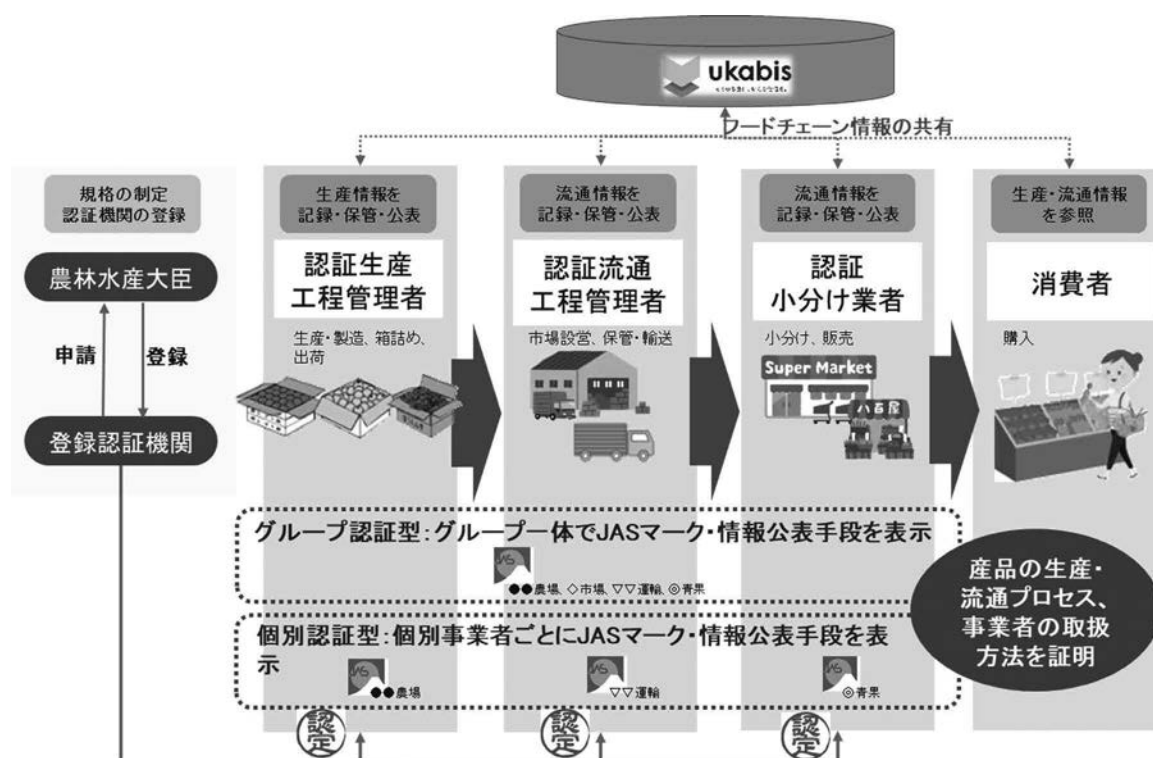 ukabis
フードチェーン情報の共有
規格の制定
認証機関の登録
農林水産大臣
申請
登録
登録認証機関
生産情報を
記録・保管・公表
認証生産
工程管理者
生産・製造、箱詰め、
出荷
流通情報を
記録・保管・公表
認証流通
工程管理者
市場設営、保管・輸送
流通情報を
記録・保管・公表
認証
小分け業者
小分け、販売
Super Market
八百屋
生産・流通情報
を参照
消費者
購入
グループ認証型：グループ一体でJASマーク・情報公表手段を表示
JAS
●●農場、◇市場、▽▽運輸、◎青果
個別認証型：個別事業者ごとにJASマーク・情報公表手段を表
示
JAS
●●農場
JAS
▽▽運輸
JAS
◎青果
産品の生産・
流通プロセス、
事業者の取扱
方法を証明
認定
認定
認定